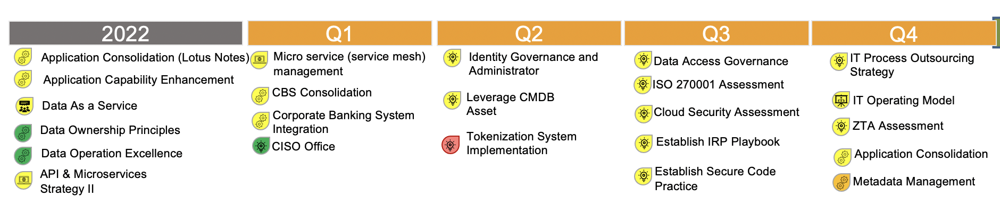 2022
Application Consolidation (Lotus Notes)
Application Capability Enhancement
Data As a Service
Data Ownership Principles
Data Operation Excellence
API & Microservices
Strategy II
Q1
Micro service (service mesh)
management
CBS Consolidation
Corporate Banking System
Integration
CISO Office
Q2
Identity Governance and
Administrator
Leverage CMDB
Asset
Tokenization System
Implementation
Q3
Data Access Governance
ISO 270001 Assessment
Cloud Security Assessment
Establish IRP Playbook
Establish Secure Code
Practice
Q4
IT Process Outsourcing
Strategy
IT Operating Model
ZTA Assessment
Application Consolidation
Metadata Management